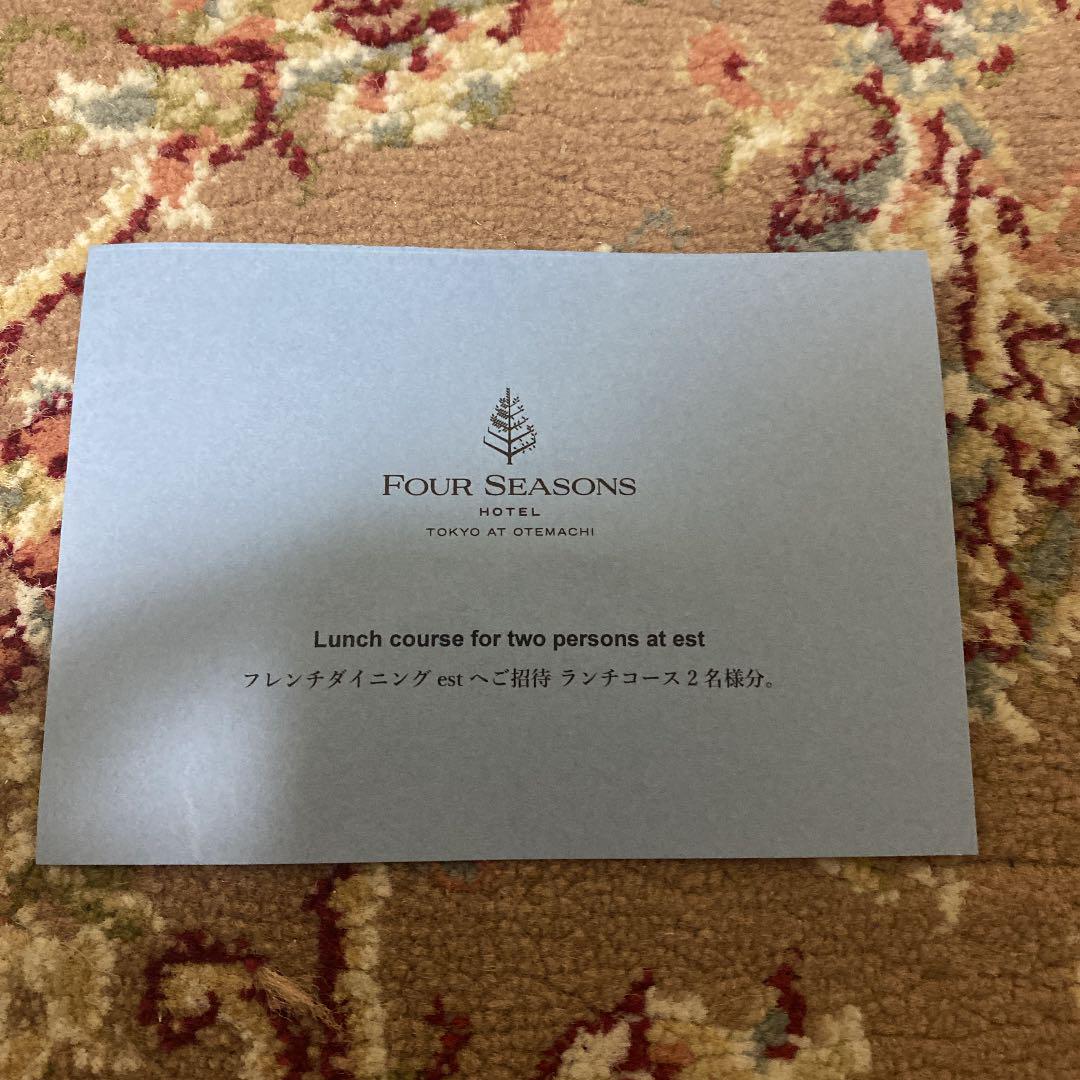 FOUR SEASONS
HOTEL
TOKYO AT OTEMACHI
Lunch course for two persons at est
フレンチダイニング est へご招待 ランチコース 2 名様分。